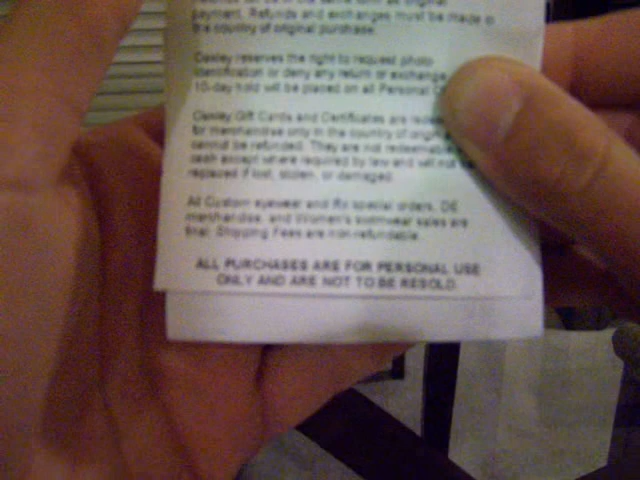 payment. Refunds and exchanges must be made in
the country of original purchase.
Oakley reserves the right to request photo
identification or deny any return or exchange.
10-day hold will be placed on all Personal
Oakley Gift Cards and Certificates are
for merchandise only in the country of
cannot be refunded. They are not redeemable
cash except where required by law and will not
replaced if lost, stolen, or damaged.
All Custom eyewear and Rx special orders, OE
merchandise, and Women's swimwear sales are
final. Shipping Fees are non-refundable.
ALL PURCHASES ARE FOR PERSONAL USE
ONLY AND ARE NOT TO BE RESOLD.